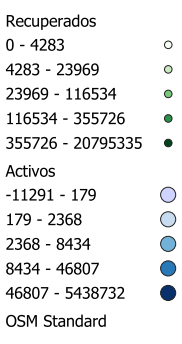 Recuperados
0 - 4283
4283 - 23969
23969 - 116534
116534 - 355726
355726 - 20795335
Activos
-11291 - 179
179 - 2368
2368 - 8434
8434 - 46807
46807 - 5438732
OSM Standard